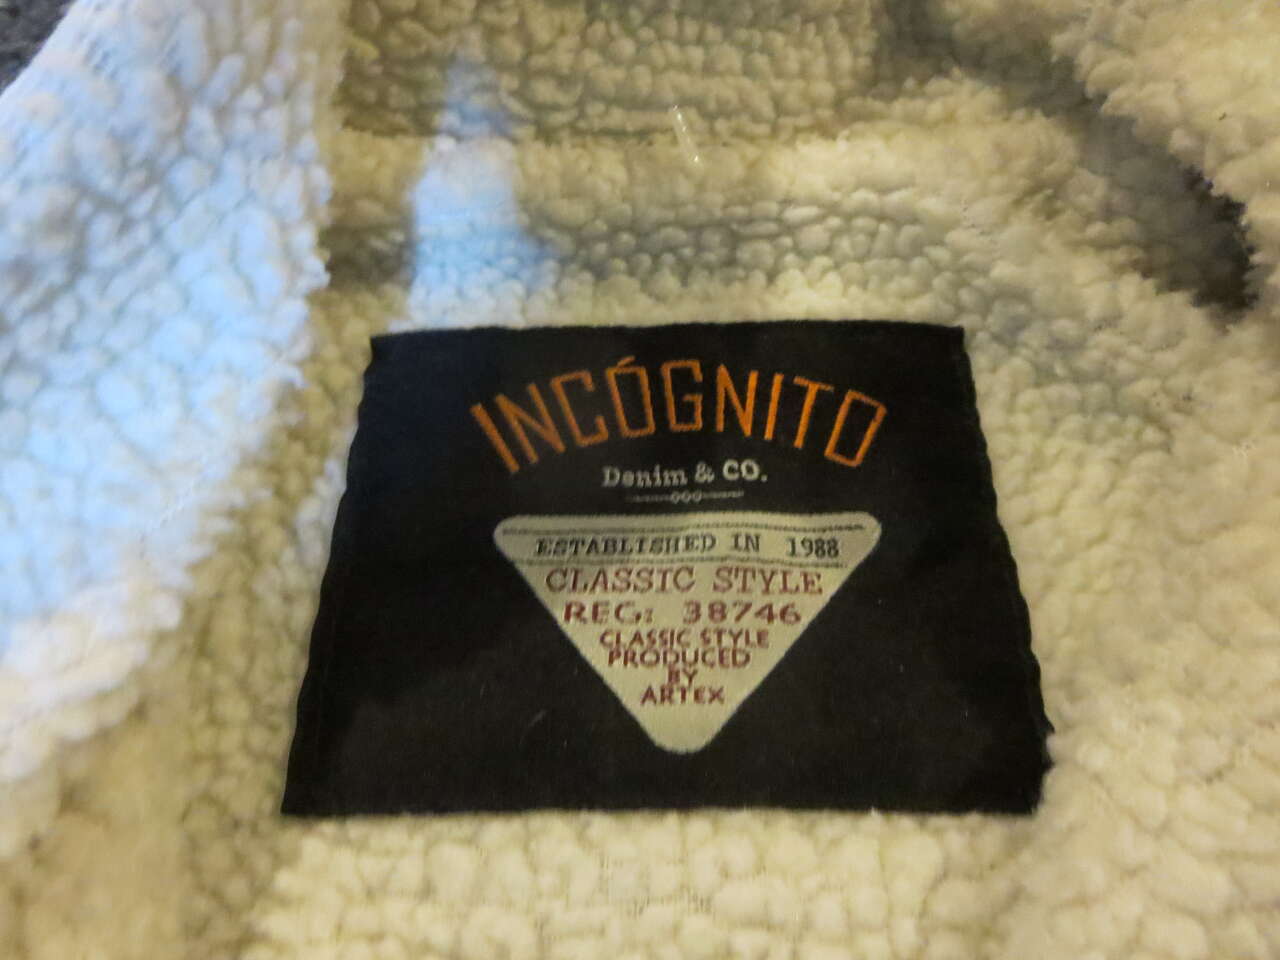 INCÓGNITO
Denim & CO.
ESTABLISHED IN 1988
CLASSIC STYLE
REG: 38746
CLASSIC STYLE
PRODUCED
BY
ARTEX